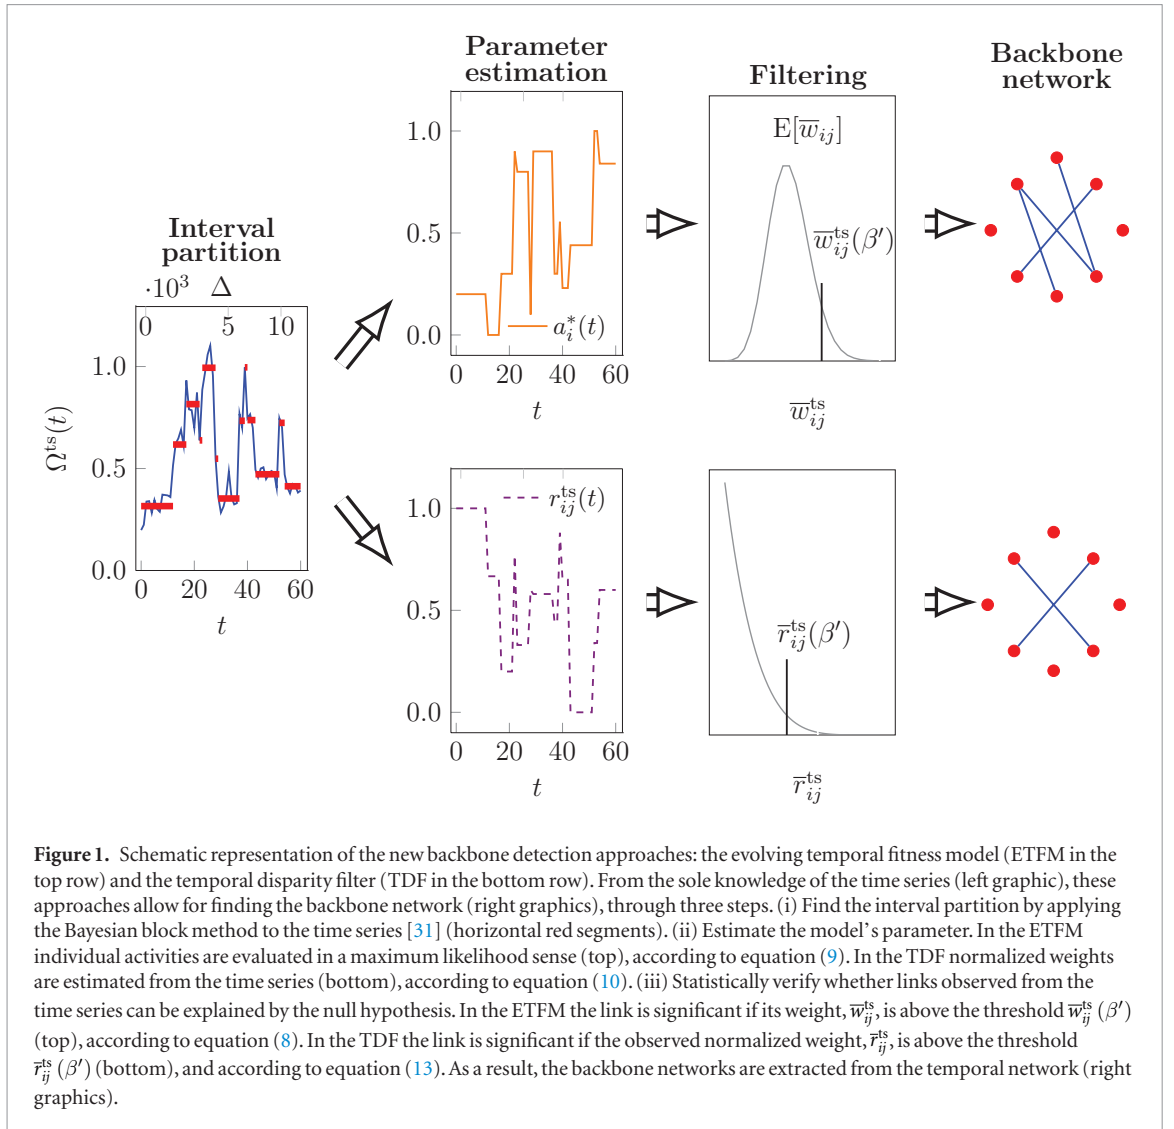 Parameter
estimation
Filtering
Backbone
network
Interval
partition
·10³ Δ
0 5 10
1.0
0.5
0.0
Ωᵗˢ(t)
0 20 40 60
t
1.0
0.5
0.0
aᵢ*(t)
0 20 40 60
t
E[w̅ᵢⱼ]
w̅ᵢⱼᵗˢ(β′)
w̅ᵢⱼᵗˢ
1.0
0.5
0.0
rᵢⱼᵗˢ(t)
0 20 40 60
t
r̅ᵢⱼᵗˢ(β′)
r̅ᵢⱼᵗˢ
Figure 1. Schematic representation of the new backbone detection approaches: the evolving temporal fitness model (ETFM in the
top row) and the temporal disparity filter (TDF in the bottom row). From the sole knowledge of the time series (left graphic), these
approaches allow for finding the backbone network (right graphics), through three steps. (i) Find the interval partition by applying
the Bayesian block method to the time series [31] (horizontal red segments). (ii) Estimate the model's parameter. In the ETFM
individual activities are evaluated in a maximum likelihood sense (top), according to equation (9). In the TDF normalized weights
are estimated from the time series (bottom), according to equation (10). (iii) Statistically verify whether links observed from the
time series can be explained by the null hypothesis. In the ETFM the link is significant if its weight, w̅ᵢⱼᵗˢ, is above the threshold w̅ᵢⱼᵗˢ (β′)
(top), according to equation (8). In the TDF the link is significant if the observed normalized weight, r̅ᵢⱼᵗˢ, is above the threshold
r̅ᵢⱼᵗˢ (β′) (bottom), and according to equation (13). As a result, the backbone networks are extracted from the temporal network (right
graphics).